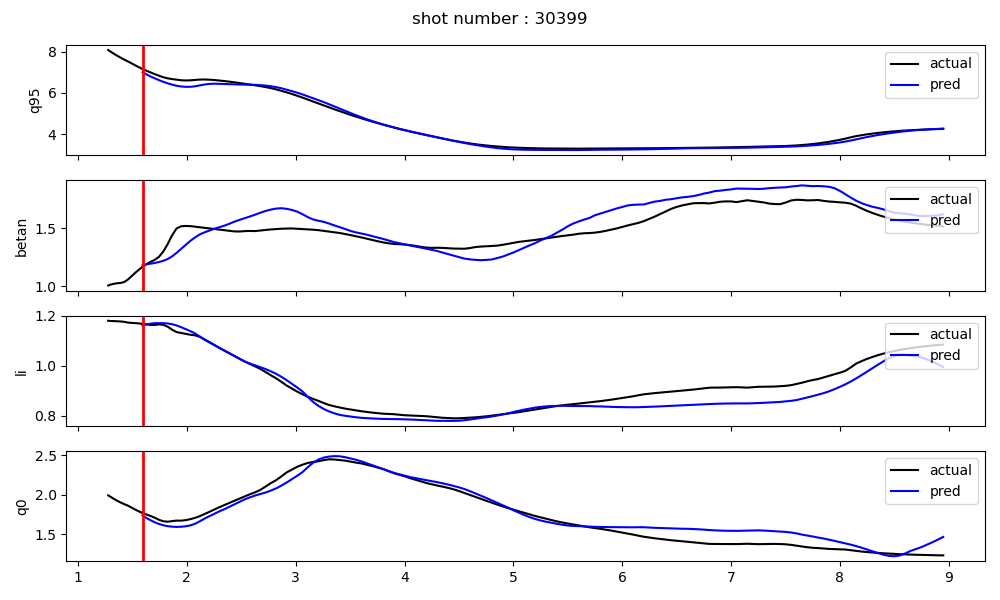 shot number : 30399
8
6
4
q95
actual
pred
1.5
1.0
betan
actual
pred
1.2
1.0
0.8
li
actual
pred
2.5
2.0
1.5
q0
actual
pred
1 2 3 4 5 6 7 8 9